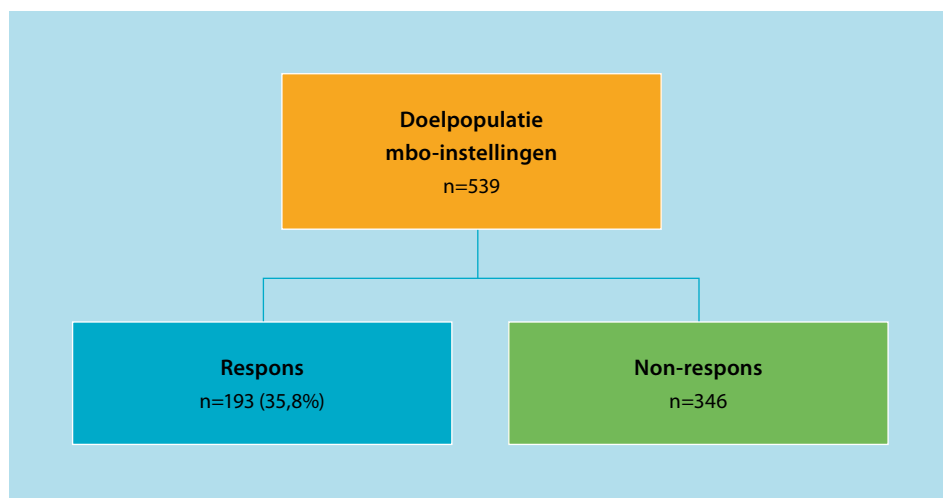 Doelpopulatie
mbo-instellingen
n=539
Respons
n=193 (35,8%)
Non-respons
n=346